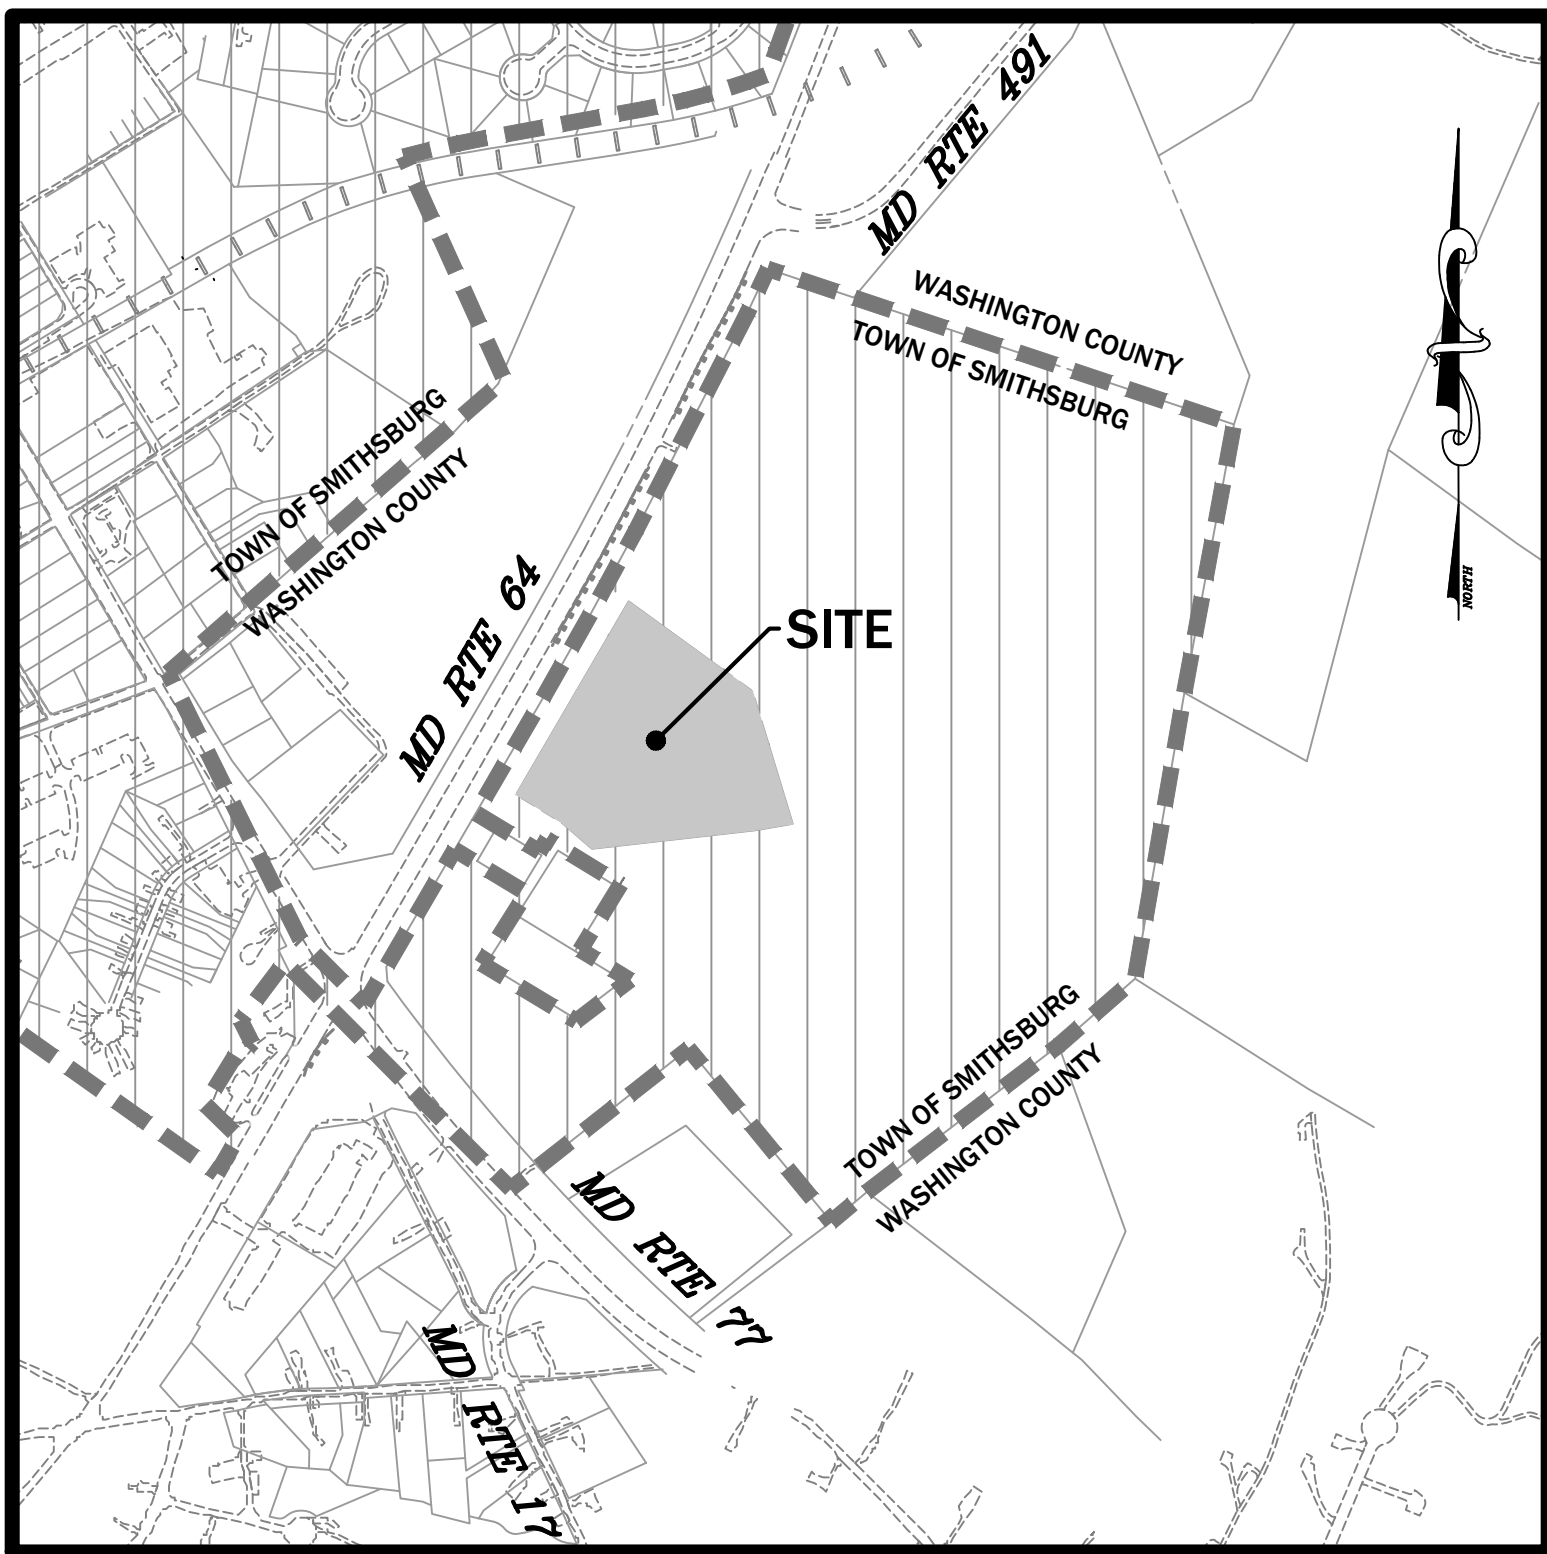 MD RTE 491
WASHINGTON COUNTY
TOWN OF SMITHSBURG
TOWN OF SMITHSBURG
WASHINGTON COUNTY
MD RTE 64
SITE
NORTH
TOWN OF SMITHSBURG
WASHINGTON COUNTY
MD RTE 77
MD RTE 17